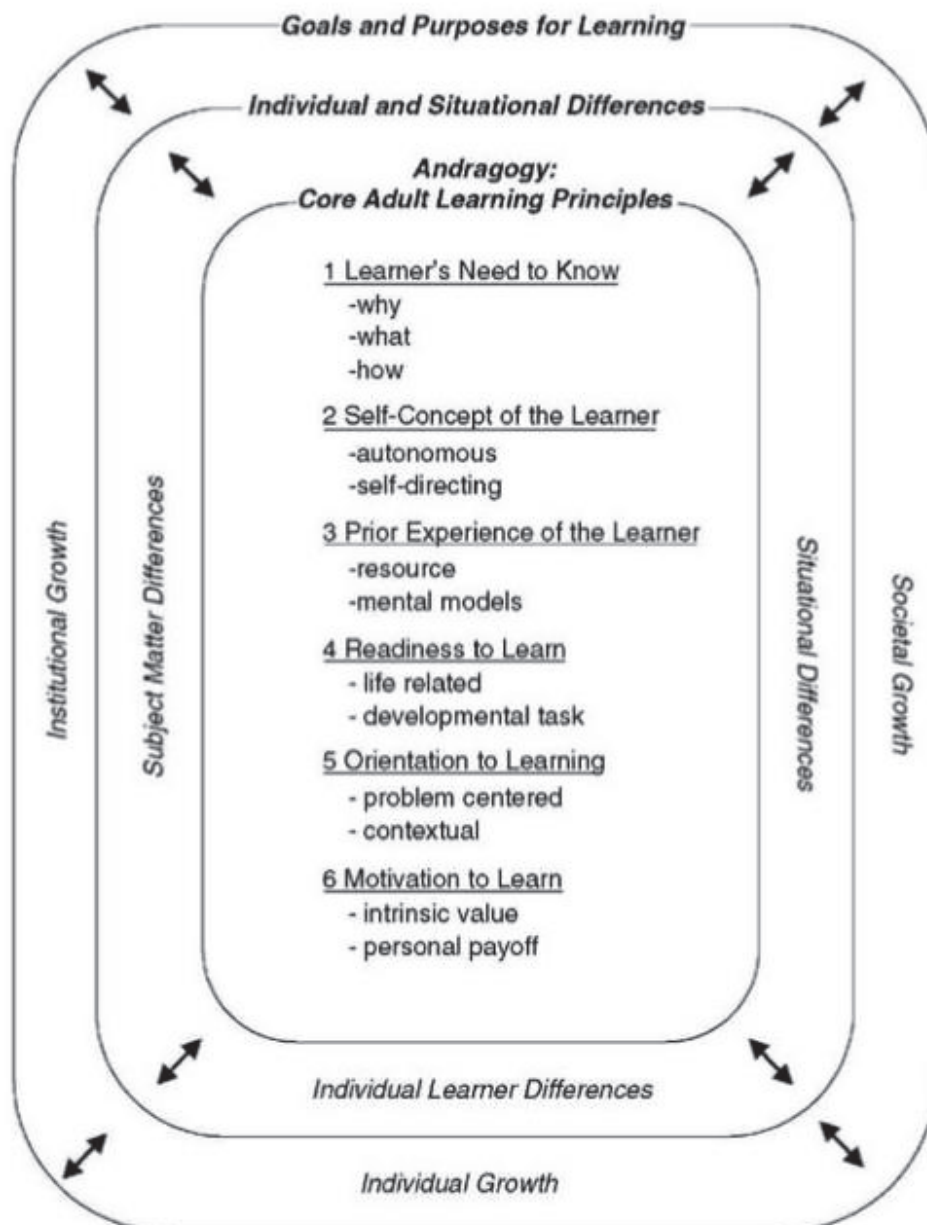 Goals and Purposes for Learning
Individual and Situational Differences
Andragogy:
Core Adult Learning Principles
1 Learner's Need to Know
-why
-what
-how
2 Self-Concept of the Learner
-autonomous
-self-directing
3 Prior Experience of the Learner
-resource
-mental models
4 Readiness to Learn
- life related
- developmental task
5 Orientation to Learning
- problem centered
- contextual
6 Motivation to Learn
- intrinsic value
- personal payoff
Institutional Growth
Subject Matter Differences
Situational Differences
Societal Growth
Individual Learner Differences
Individual Growth